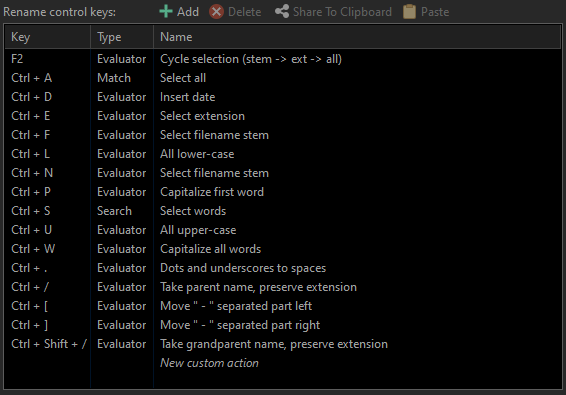 Rename control keys: Add Delete Share To Clipboard Paste
Key Type Name
F2 Evaluator Cycle selection (stem -> ext -> all)
Ctrl + A Match Select all
Ctrl + D Evaluator Insert date
Ctrl + E Evaluator Select extension
Ctrl + F Evaluator Select filename stem
Ctrl + L Evaluator All lower-case
Ctrl + N Evaluator Select filename stem
Ctrl + P Evaluator Capitalize first word
Ctrl + S Search Select words
Ctrl + U Evaluator All upper-case
Ctrl + W Evaluator Capitalize all words
Ctrl + . Evaluator Dots and underscores to spaces
Ctrl + / Evaluator Take parent name, preserve extension
Ctrl + [ Evaluator Move " - " separated part left
Ctrl + ] Evaluator Move " - " separated part right
Ctrl + Shift + / Evaluator Take grandparent name, preserve extension
New custom action